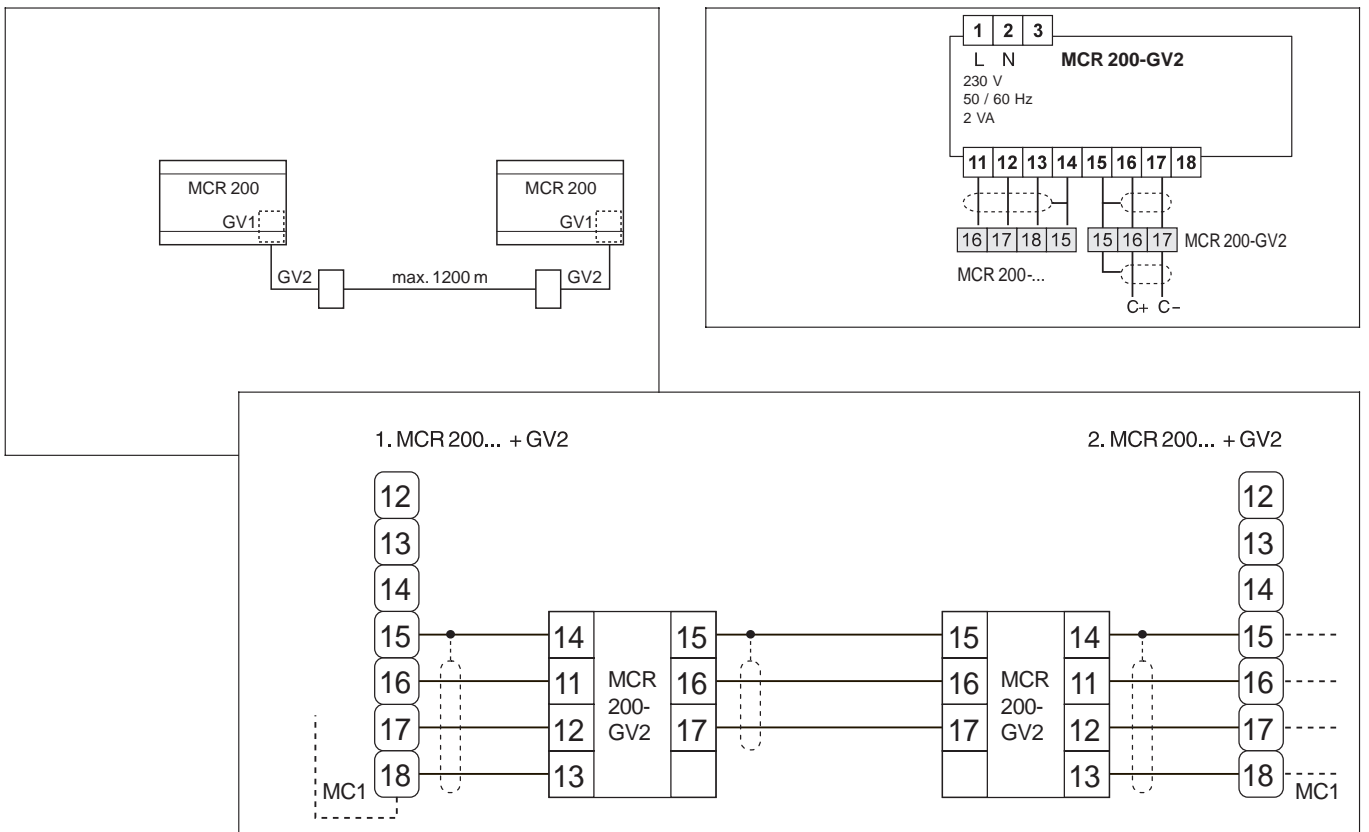 MCR 200 MCR 200
GV1 GV1
GV2 max. 1200 m GV2
1 2 3
L N MCR 200-GV2
230 V
50 / 60 Hz
2 VA
11 12 13 14 15 16 17 18
16 17 18 15 15 16 17 MCR 200-GV2
MCR 200-...
C+ C–
1. MCR 200... + GV2 2. MCR 200... + GV2
12 12
13 13
14 14
15 14 15 15 14 15
16 11 MCR 16 16 MCR 11 16
200- 200-
17 12 GV2 17 17 GV2 12 17
18 13 13 18
MC1 MC1